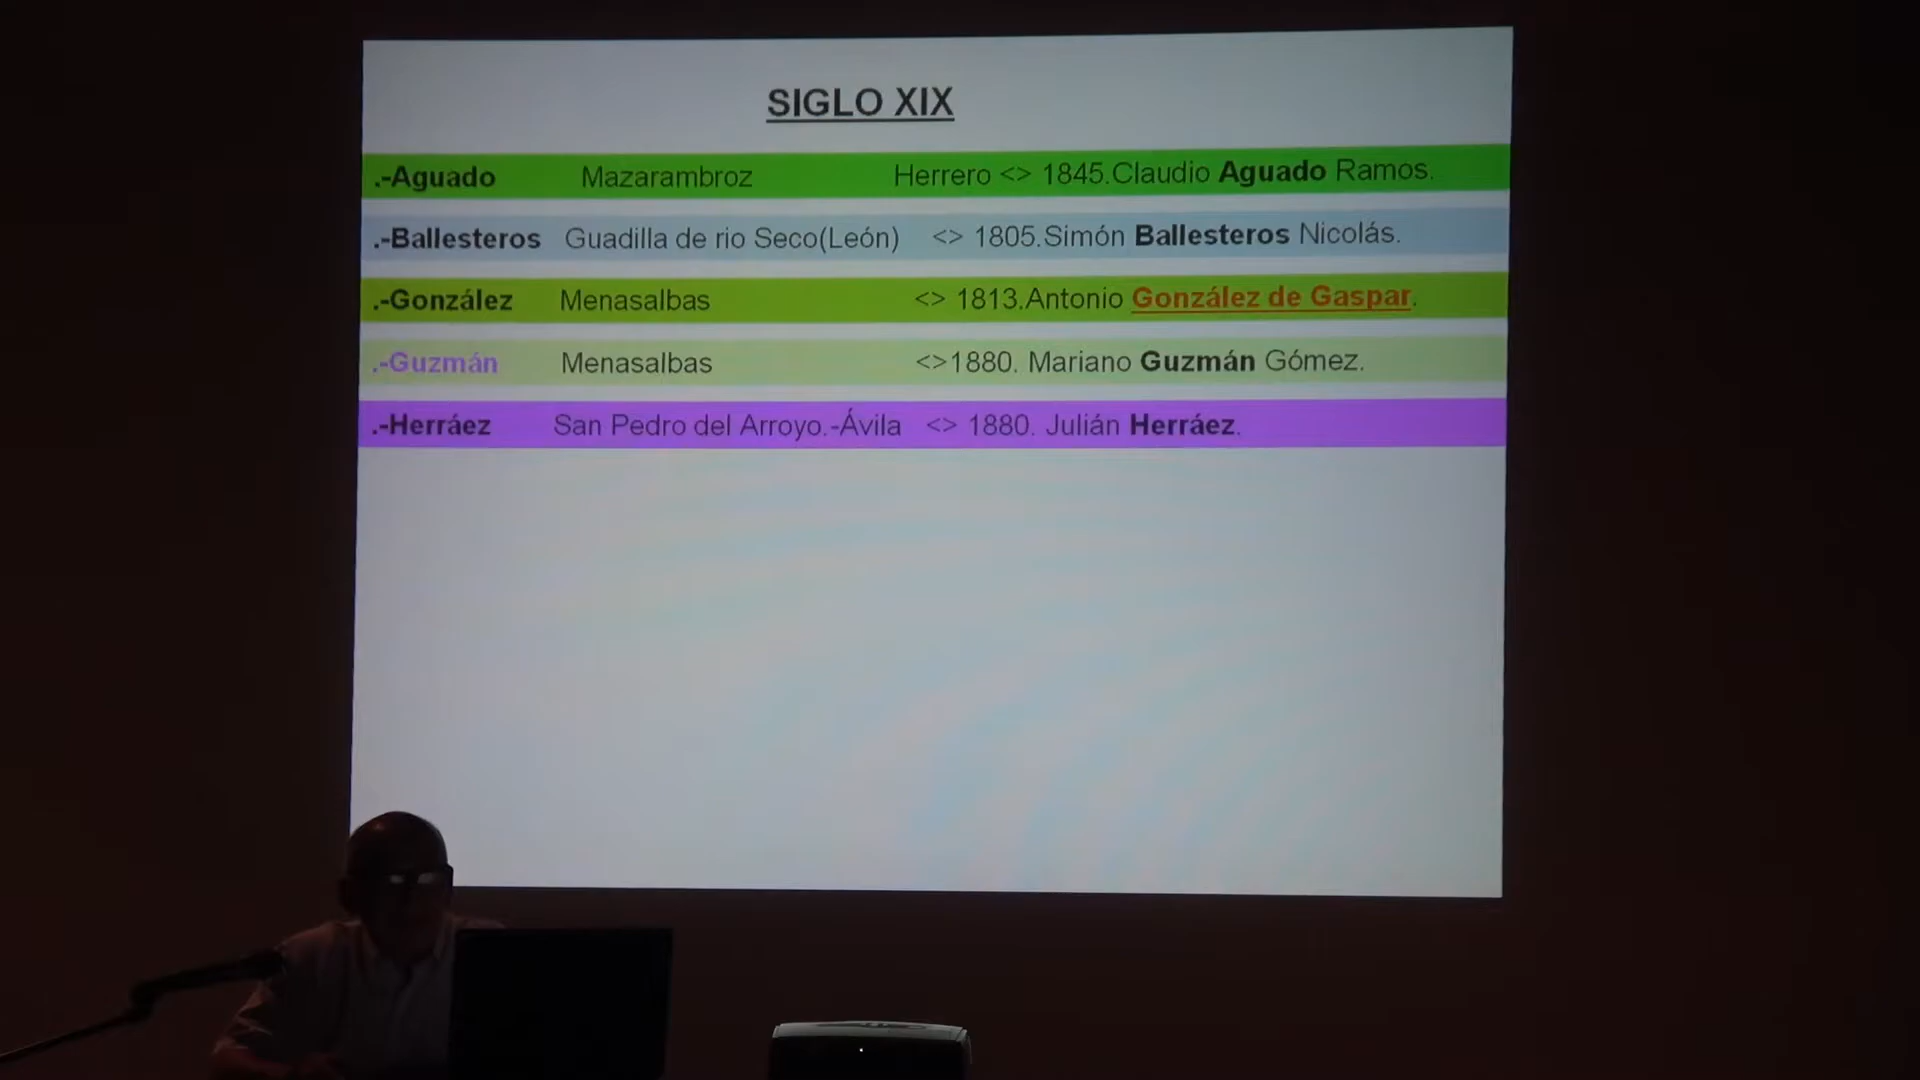 SIGLO XIX
.-Aguado Mazarambroz Herrero <> 1845.Claudio Aguado Ramos.
.-Ballesteros Guadilla de rio Seco(León) <> 1805.Simón Ballesteros Nicolás.
.-González Menasalbas <> 1813.Antonio González de Gaspar.
.-Guzmán Menasalbas <>1880. Mariano Guzmán Gómez.
.-Herráez San Pedro del Arroyo.-Ávila <> 1880. Julián Herráez.